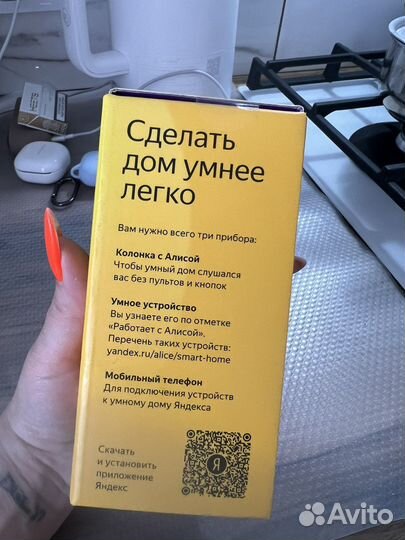 HEETS
Сделать
дом умнее
легко
Вам нужно всего три прибора:
Колонка с Алисой
Чтобы умный дом слушался
вас без пультов и кнопок
Умное устройство
Вы узнаете его по отметке
«Работает с Алисой».
Перечень таких устройств:
yandex.ru/alice/smart-home
Мобильный телефон
Для подключения устройств
к умному дому Яндекса
Скачать
и установить
приложение
Яндекс
Я
Avito